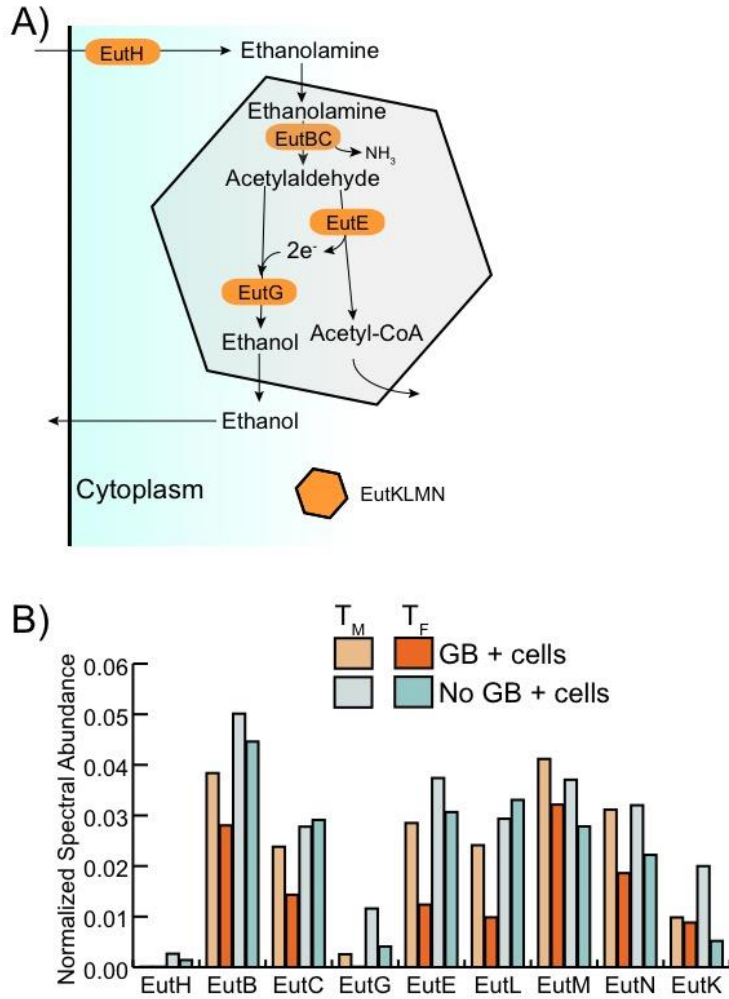 A)
EutH
Ethanolamine
Ethanolamine
EutBC
NH3
Acetylaldehyde
EutE
2e-
EutG
Acetyl-CoA
Ethanol
Ethanol
Cytoplasm
EutKLMN
B)
TM TF
GB + cells
No GB + cells
Normalized Spectral Abundance
0.06
0.05
0.04
0.03
0.02
0.01
0.00
EutH EutB EutC EutG EutE EutL EutM EutN EutK